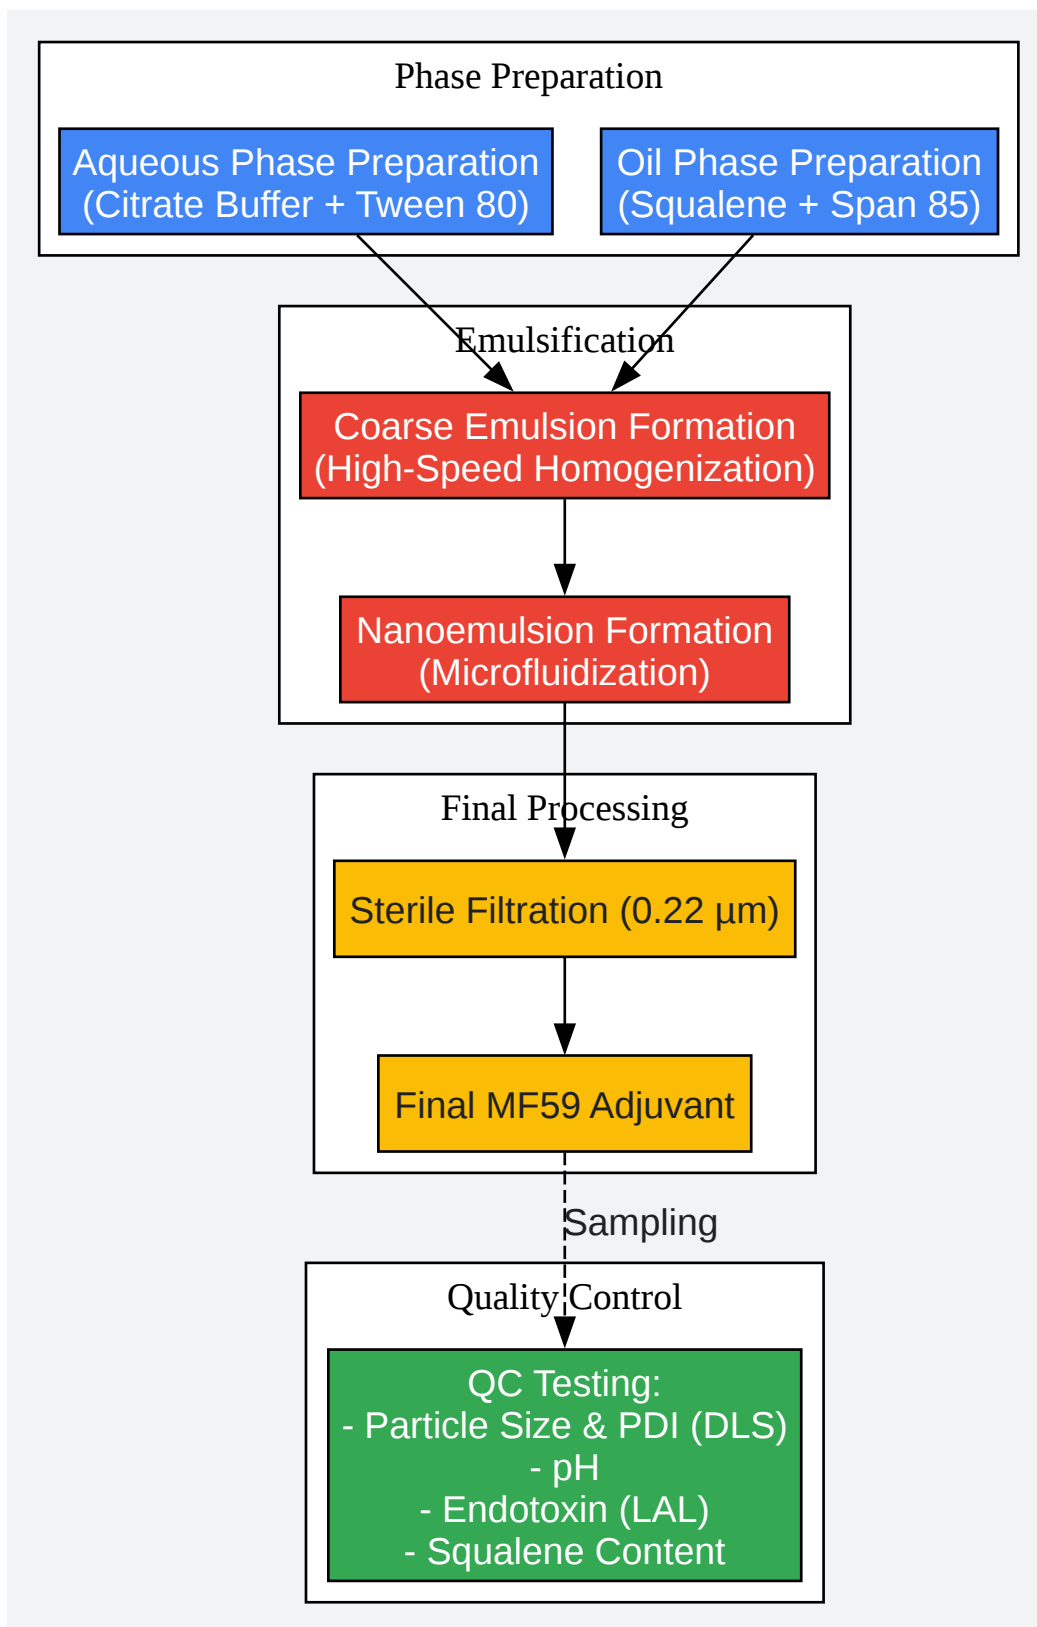 Phase Preparation
Aqueous Phase Preparation
(Citrate Buffer + Tween 80)
Oil Phase Preparation
(Squalene + Span 85)
Emulsification
Coarse Emulsion Formation
(High-Speed Homogenization)
Nanoemulsion Formation
(Microfluidization)
Final Processing
Sterile Filtration (0.22 µm)
Final MF59 Adjuvant
Sampling
Quality Control
QC Testing:
- Particle Size & PDI (DLS)
- pH
- Endotoxin (LAL)
- Squalene Content